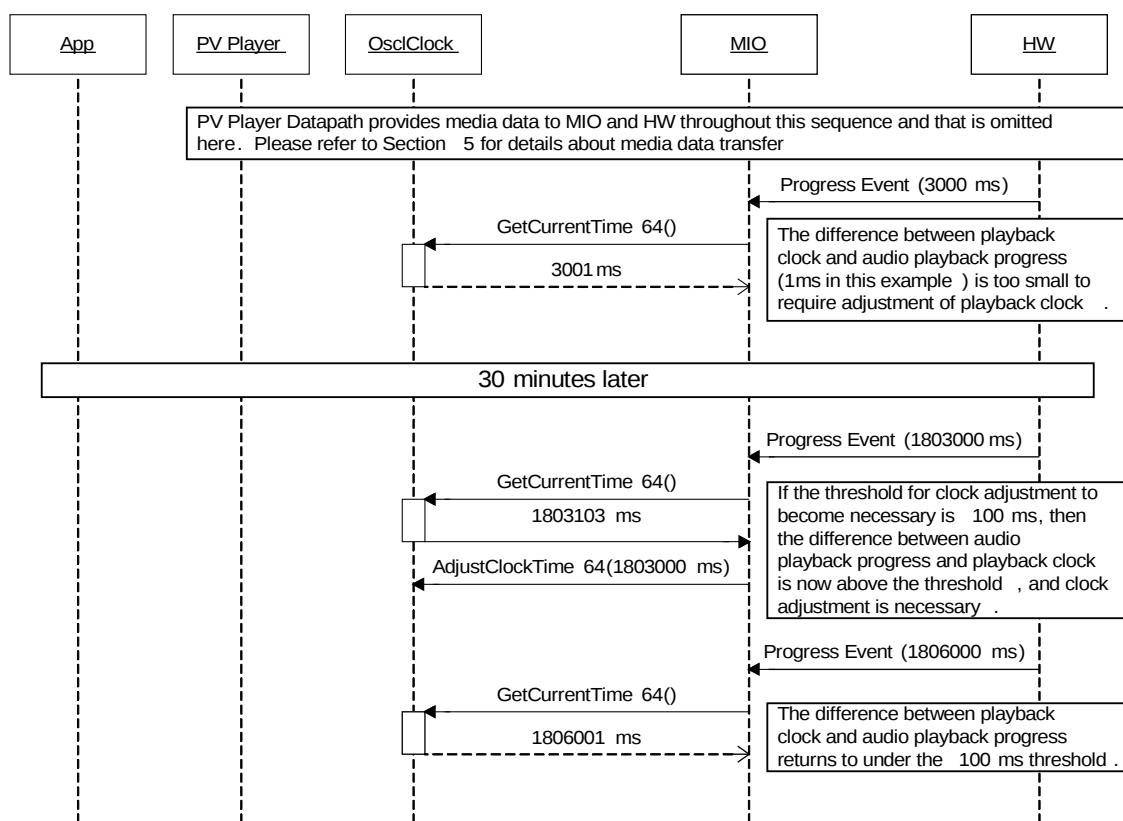 App
PV Player
OsclClock
MIO
HW
PV Player Datapath provides media data to MIO and HW throughout this sequence and that is omitted
here. Please refer to Section 5 for details about media data transfer
Progress Event (3000 ms)
GetCurrentTime 64()
The difference between playback
clock and audio playback progress
(1ms in this example ) is too small to
require adjustment of playback clock .
3001 ms
30 minutes later
Progress Event (1803000 ms)
GetCurrentTime 64()
If the threshold for clock adjustment to
become necessary is 100 ms, then
the difference between audio
playback progress and playback clock
is now above the threshold , and clock
adjustment is necessary .
1803103 ms
AdjustClockTime 64(1803000 ms)
Progress Event (1806000 ms)
GetCurrentTime 64()
The difference between playback
clock and audio playback progress
returns to under the 100 ms threshold .
1806001 ms